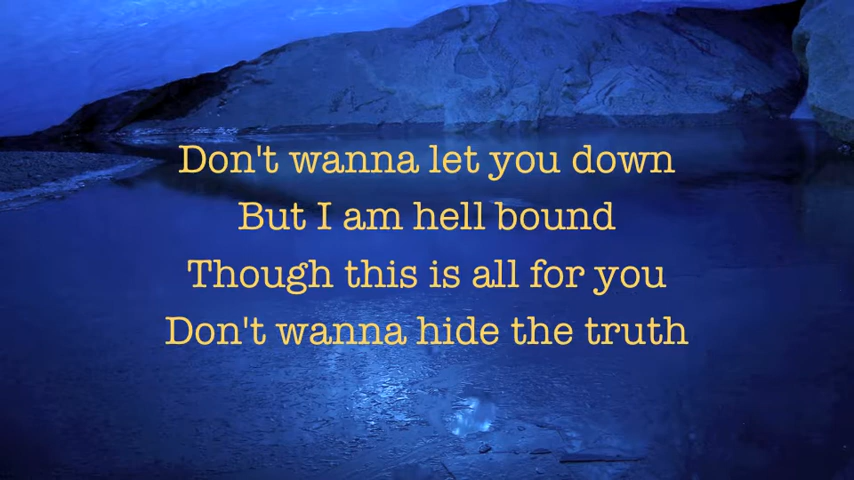 Don't wanna let you down
But I am hell bound
Though this is all for you
Don't wanna hide the truth